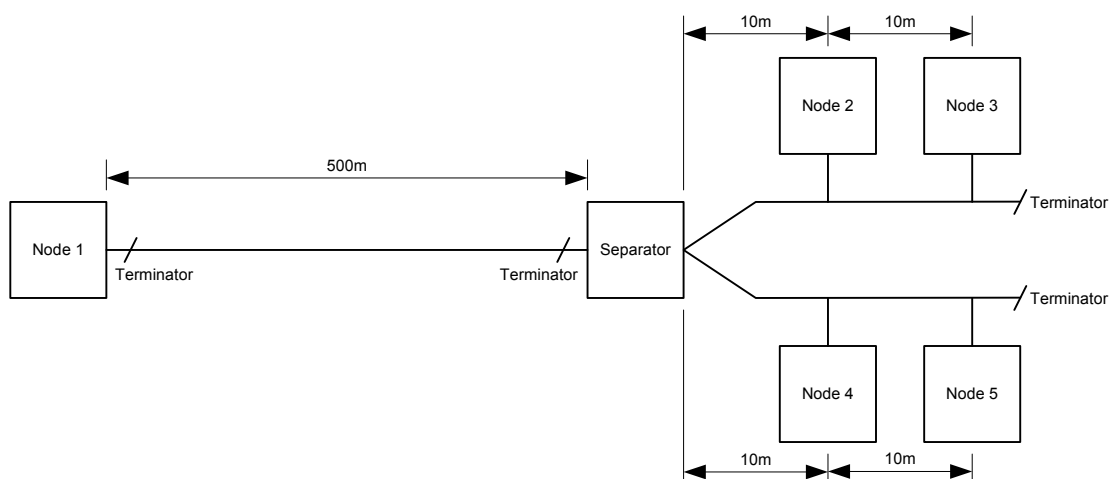 10m
10m
Node 2
Node 3
500m
Terminator
Node 1
Separator
Terminator
Terminator
Terminator
Node 4
Node 5
10m
10m